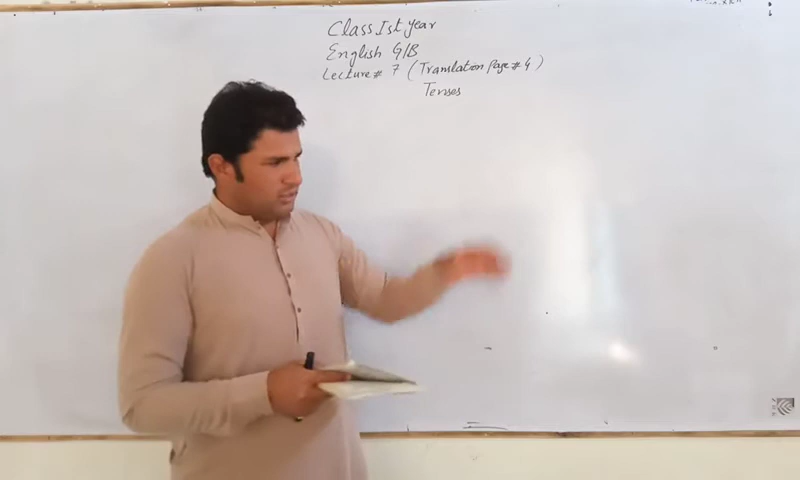 Class Ist year
English G/B
Lecture # 7 (Translation Page # 4)
Tenses